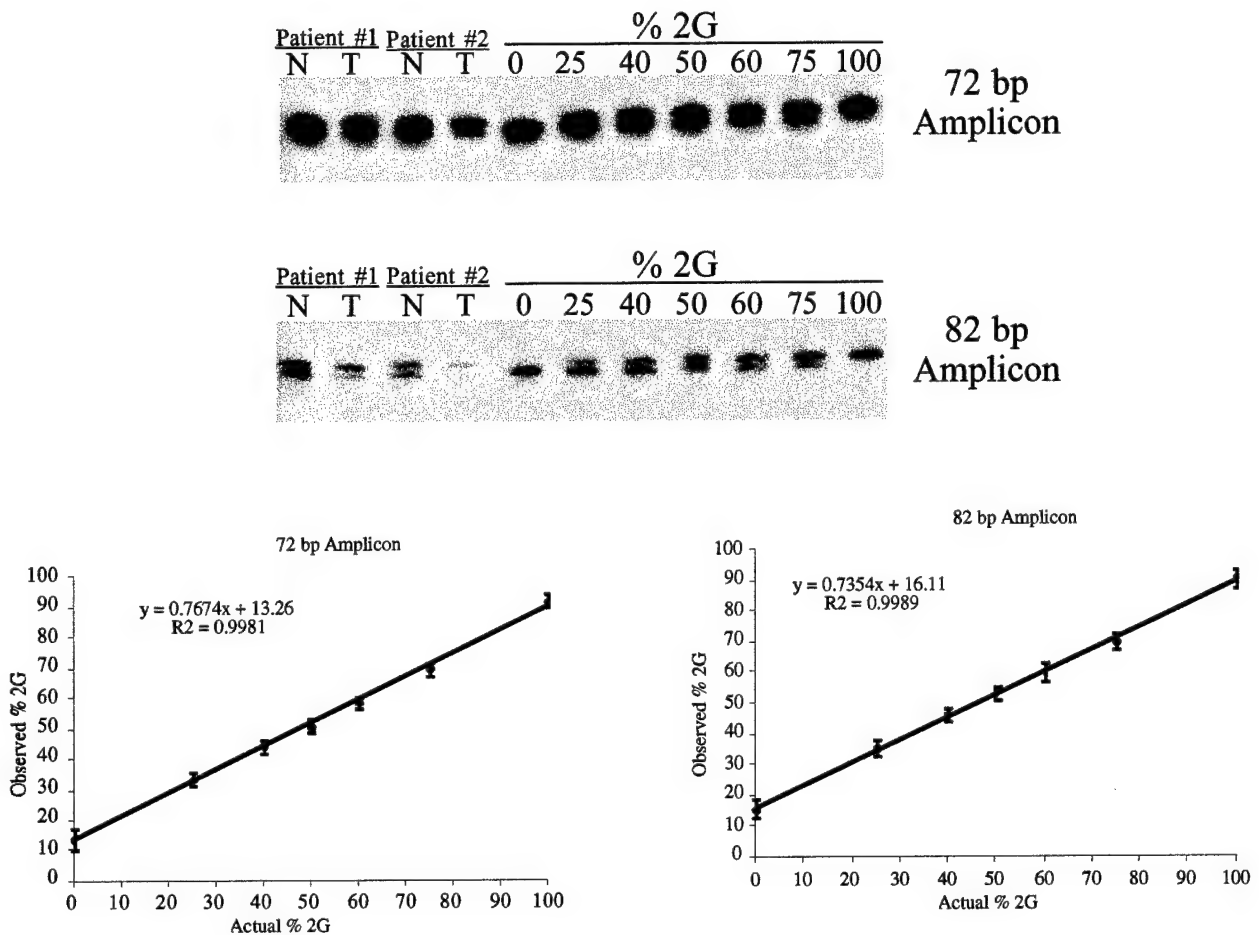 Patient #1 Patient #2 % 2G
N T N T 0 25 40 50 60 75 100
72 bp
Amplicon
Patient #1 Patient #2 % 2G
N T N T 0 25 40 50 60 75 100
82 bp
Amplicon
72 bp Amplicon
y = 0.7674x + 13.26
R2 = 0.9981
Observed % 2G
100
90
80
70
60
50
40
30
20
10
0
0 10 20 30 40 50 60 70 80 90 100
Actual % 2G
82 bp Amplicon
y = 0.7354x + 16.11
R2 = 0.9989
Observed % 2G
100
90
80
70
60
50
40
30
20
10
0
0 10 20 30 40 50 60 70 80 90 100
Actual % 2G